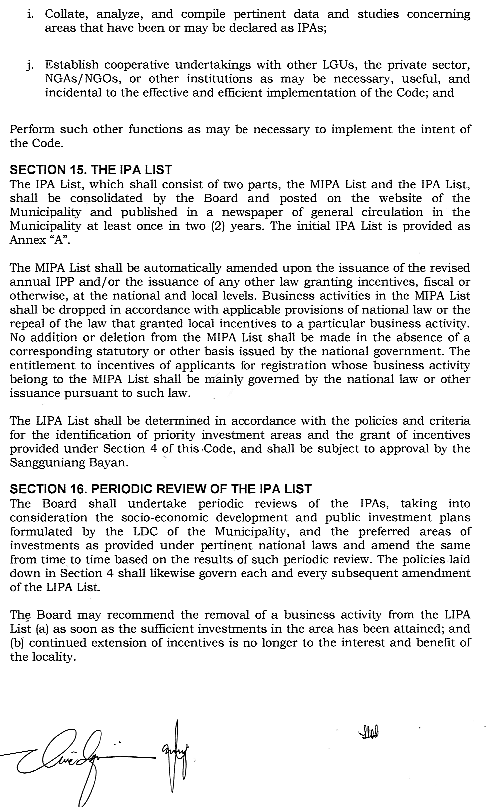 i. Collate, analyze, and compile pertinent data and studies concerning
areas that have been or may be declared as IPAs;
j. Establish cooperative undertakings with other LGUs, the private sector,
NGAs/NGOs, or other institutions as may be necessary, useful, and
incidental to the effective and efficient implementation of the Code; and
Perform such other functions as may be necessary to implement the intent of
the Code.
SECTION 15. THE IPA LIST
The IPA List, which shall consist of two parts, the MIPA List and the IPA List,
shall be consolidated by the Board and posted on the website of the
Municipality and published in a newspaper of general circulation in the
Municipality at least once in two (2) years. The initial IPA List is provided as
Annex "A".
The MIPA List shall be automatically amended upon the issuance of the revised
annual IPP and/or the issuance of any other law granting incentives, fiscal or
otherwise, at the national and local levels. Business activities in the MIPA List
shall be dropped in accordance with applicable provisions of national law or the
repeal of the law that granted local incentives to a particular business activity.
No addition or deletion from the MIPA List shall be made in the absence of a
corresponding statutory or other basis issued by the national government. The
entitlement to incentives of applicants for registration whose business activity
belong to the MIPA List shall be mainly governed by the national law or other
issuance pursuant to such law.
The LIPA List shall be determined in accordance with the policies and criteria
for the identification of priority investment areas and the grant of incentives
provided under Section 4 of this Code, and shall be subject to approval by the
Sangguniang Bayan.
SECTION 16. PERIODIC REVIEW OF THE IPA LIST
The Board shall undertake periodic reviews of the IPAs, taking into
consideration the socio-economic development and public investment plans
formulated by the LDC of the Municipality, and the preferred areas of
investments as provided under pertinent national laws and amend the same
from time to time based on the results of such periodic review. The policies laid
down in Section 4 shall likewise govern each and every subsequent amendment
of the LIPA List.
The Board may recommend the removal of a business activity from the LIPA
List (a) as soon as the sufficient investments in the area has been attained; and
(b) continued extension of incentives is no longer to the interest and benefit of
the locality.